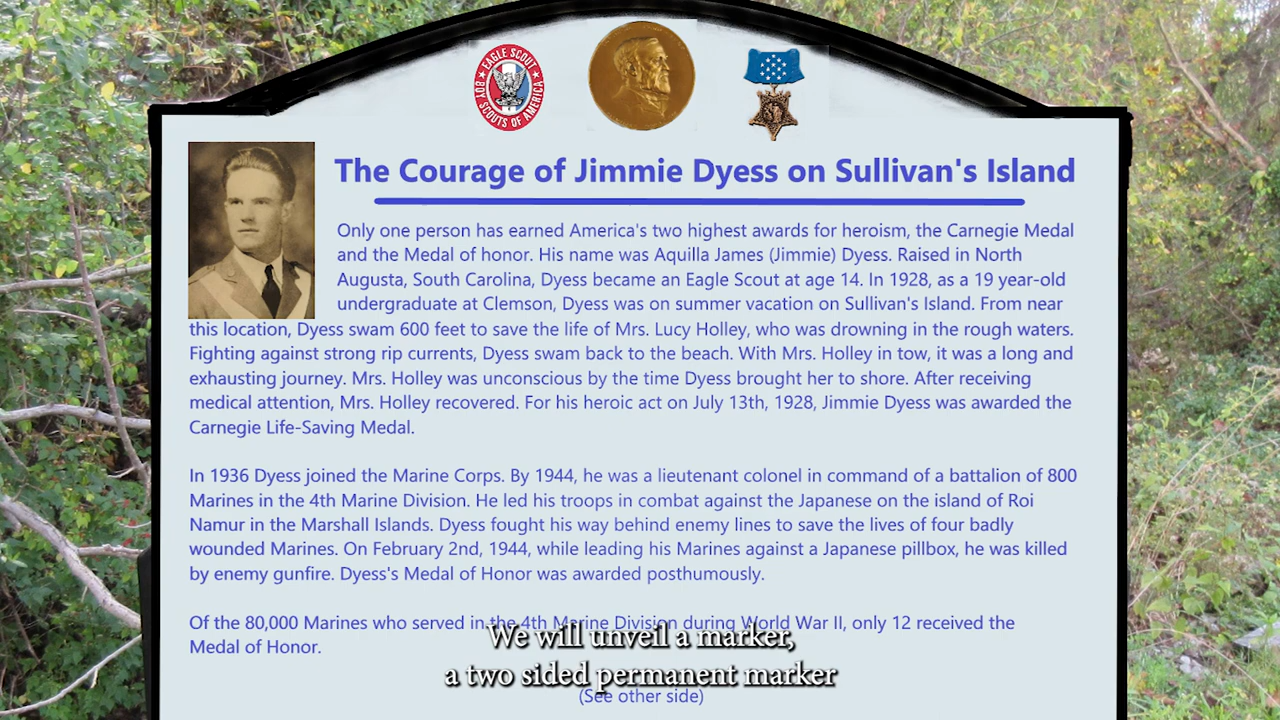 EAGLE SCOUT
BOY SCOUTS OF AMERICA
The Courage of Jimmie Dyess on Sullivan's Island
Only one person has earned America's two highest awards for heroism, the Carnegie Medal
and the Medal of honor. His name was Aquilla James (Jimmie) Dyess. Raised in North
Augusta, South Carolina, Dyess became an Eagle Scout at age 14. In 1928, as a 19 year-old
undergraduate at Clemson, Dyess was on summer vacation on Sullivan's Island. From near
this location, Dyess swam 600 feet to save the life of Mrs. Lucy Holley, who was drowning in the rough waters.
Fighting against strong rip currents, Dyess swam back to the beach. With Mrs. Holley in tow, it was a long and
exhausting journey. Mrs. Holley was unconscious by the time Dyess brought her to shore. After receiving
medical attention, Mrs. Holley recovered. For his heroic act on July 13th, 1928, Jimmie Dyess was awarded the
Carnegie Life-Saving Medal.
In 1936 Dyess joined the Marine Corps. By 1944, he was a lieutenant colonel in command of a battalion of 800
Marines in the 4th Marine Division. He led his troops in combat against the Japanese on the island of Roi
Namur in the Marshall Islands. Dyess fought his way behind enemy lines to save the lives of four badly
wounded Marines. On February 2nd, 1944, while leading his Marines against a Japanese pillbox, he was killed
by enemy gunfire. Dyess's Medal of Honor was awarded posthumously.
Of the 80,000 Marines who served in the 4th Marine Division during World War II, only 12 received the
Medal of Honor.
We will unveil a marker,
a two sided permanent marker
(See other side)